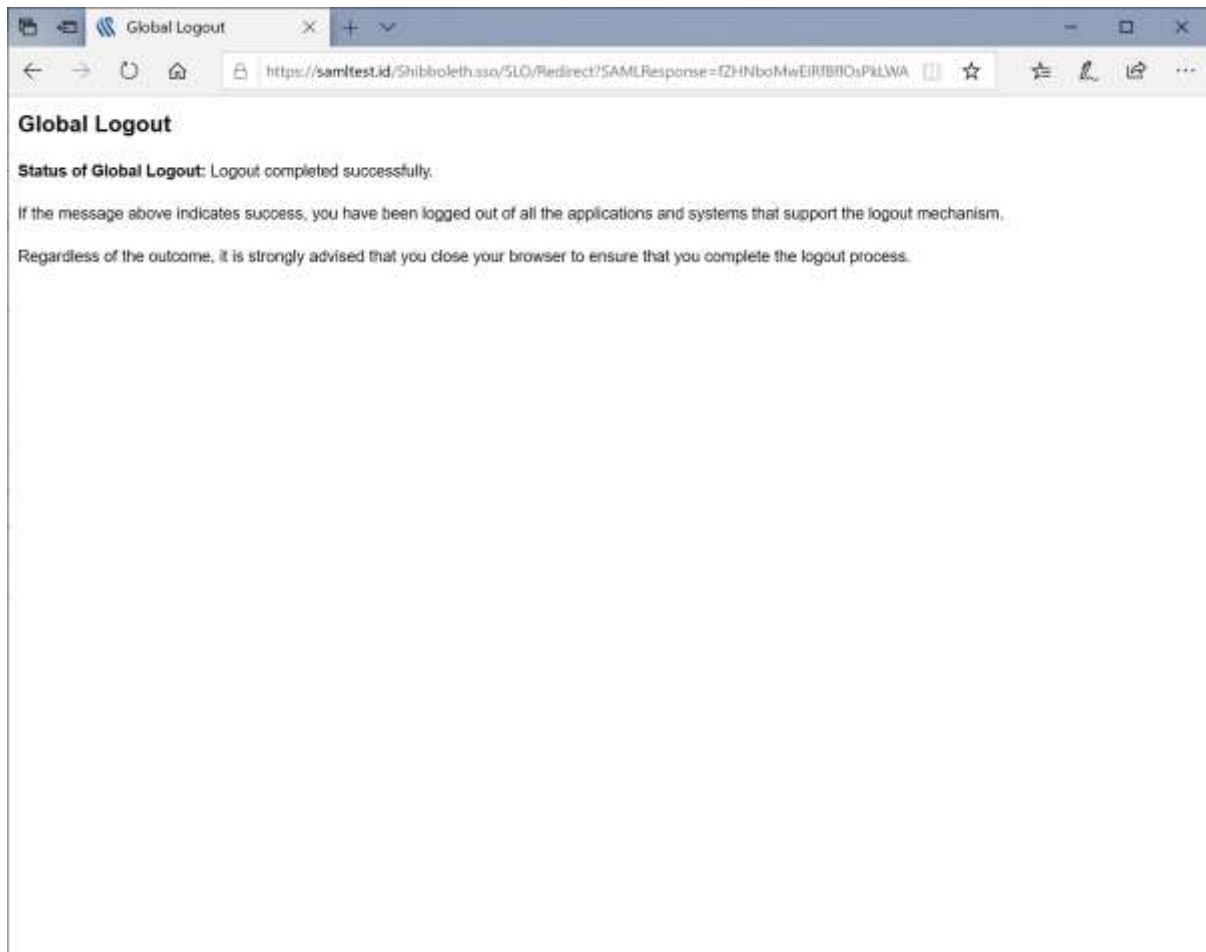 Global Logout
https://samltest.id/Shibboleth.sso/SLO/Redirect?SAMLResponse=
Global Logout
Status of Global Logout: Logout completed successfully.
If the message above indicates success, you have been logged out of all the applications and systems that support the logout mechanism.
Regardless of the outcome, it is strongly advised that you close your browser to ensure that you complete the logout process.